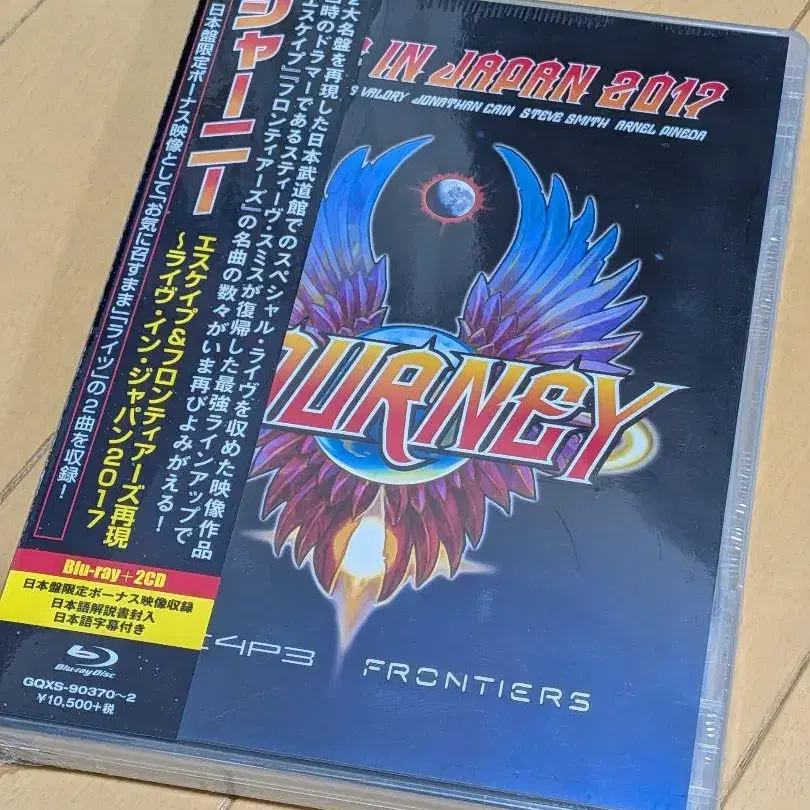 ジャーニー
エスケイプ&フロンティアーズ再現
~ライヴ・イン・ジャパン2017
2大名盤を再現した日本武道館でのスペシャル・ライヴを収めた映像作品
当時のドラマーであるスティーヴ・スミスが復帰した最強ラインアップで
エスケイプ」「フロンティアーズ」の名曲の数々がいま再びよみがえる!
日本盤限定ボーナス映像として「お気に召すまま」「ライツ」の2曲を収録!
Blu-ray+2CD
日本盤限定ボーナス映像収録
日本語解説書封入
日本語字幕付き
Blu-ray Disc
GQXS-90370~2
¥10,500+税
IN JAPAN 2017
VALORY JONATHAN CAIN STEVE SMITH ARNEL PINEDA
OURNEY
C4P3 FRONTIERS